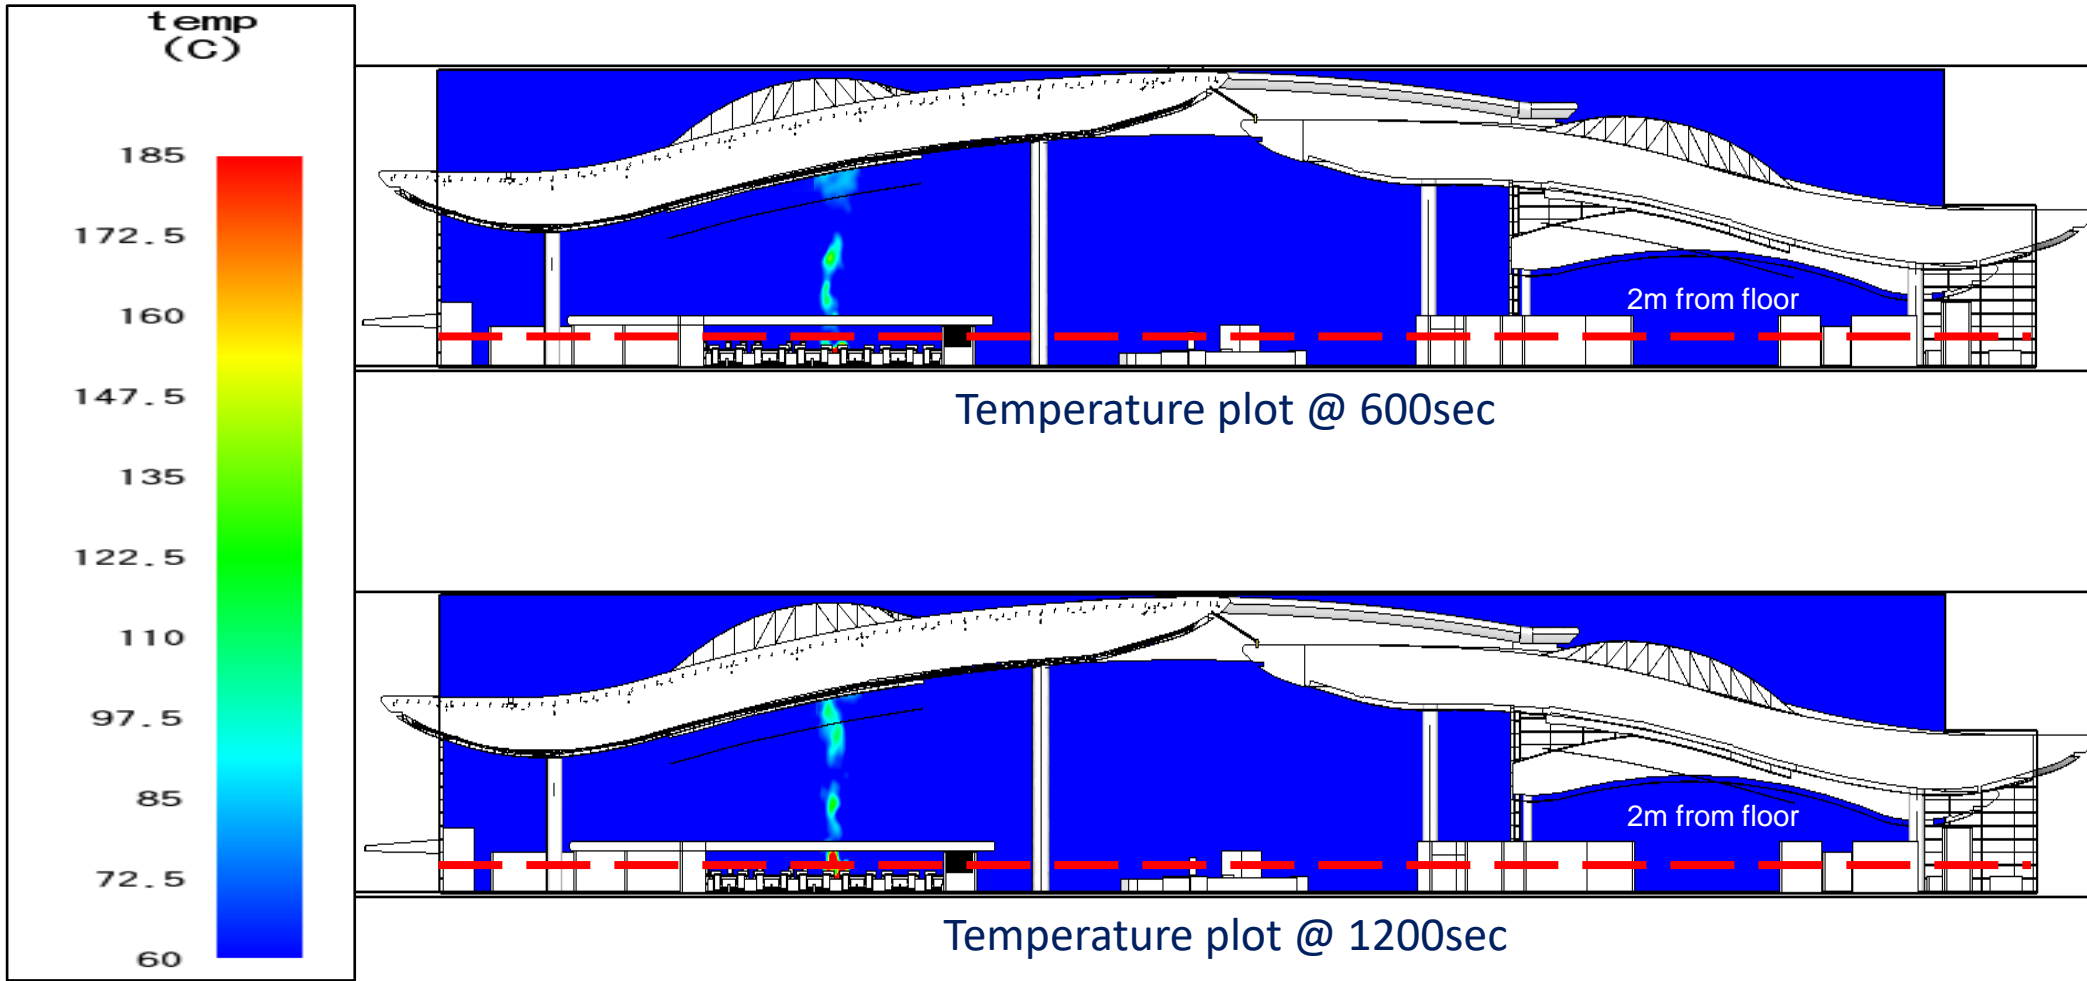 temp
(C)
185
172.5
160
147.5
135
122.5
110
97.5
85
72.5
60
2m from floor
Temperature plot @ 600sec
2m from floor
Temperature plot @ 1200sec